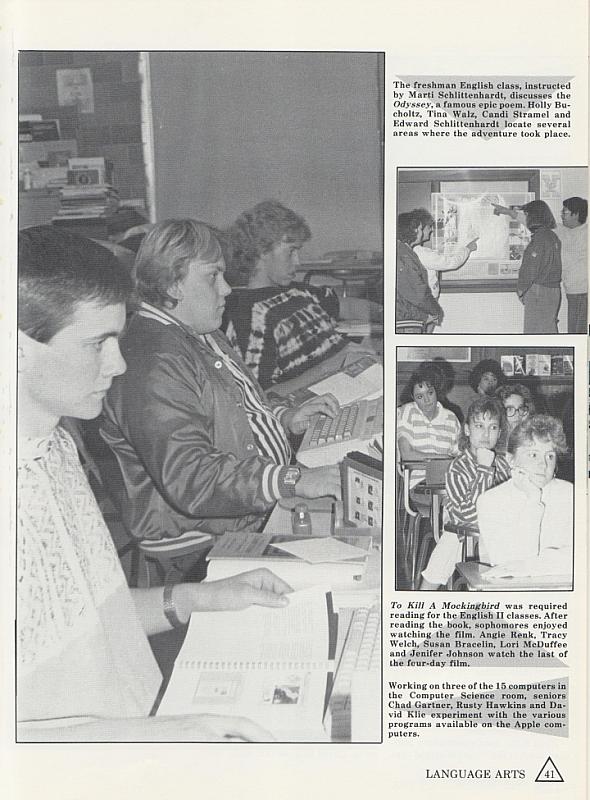 The freshman English class, instructed
by Marti Schlittenhardt, discusses the
Odyssey, a famous epic poem. Holly Bu-
choltz, Tina Walz, Candi Stramel and
Edward Schlittenhardt locate several
areas where the adventure took place.
To Kill A Mockingbird was required
reading for the English II classes. After
reading the book, sophomores enjoyed
watching the film. Angie Renk, Tracy
Welch, Susan Bracelin, Lori McDuffee
and Jenifer Johnson watch the last of
the four-day film.
Working on three of the 15 computers in
the Computer Science room, seniors
Chad Gartner, Rusty Hawkins and Da-
vid Klie experiment with the various
programs available on the Apple com-
puters.
LANGUAGE ARTS 41